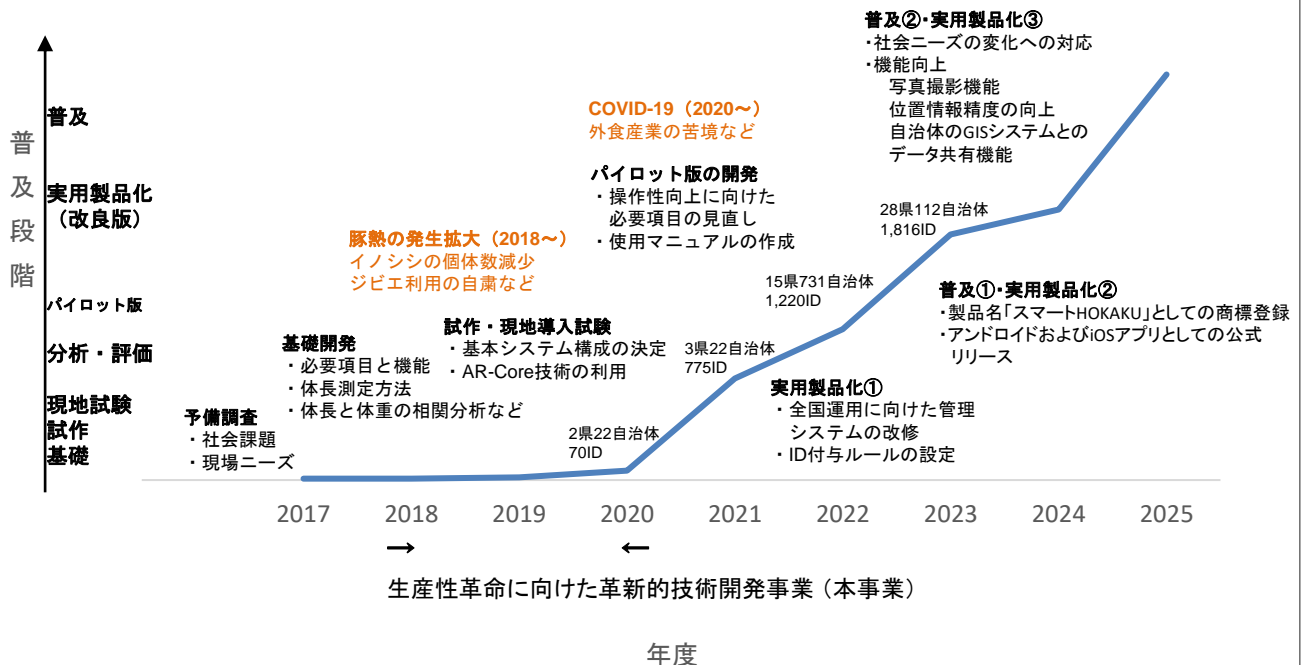 普及段階
普及
実用製品化
（改良版）
パイロット版
分析・評価
現地試験
試作
基礎
予備調査
・社会課題
・現場ニーズ
基礎開発
・必要項目と機能
・体長測定方法
・体長と体重の相関分析など
豚熱の発生拡大（2018～）
イノシシの個体数減少
ジビエ利用の自粛など
試作・現地導入試験
・基本システム構成の決定
・AR-Core技術の利用
COVID-19（2020～）
外食産業の苦境など
パイロット版の開発
・操作性向上に向けた
必要項目の見直し
・使用マニュアルの作成
普及②・実用製品化③
・社会ニーズの変化への対応
・機能向上
写真撮影機能
位置情報精度の向上
自治体のGISシステムとの
データ共有機能
2県22自治体
70ID
3県22自治体
775ID
15県731自治体
1,220ID
28県112自治体
1,816ID
実用製品化①
・全国運用に向けた管理
システムの改修
・ID付与ルールの設定
普及①・実用製品化②
・製品名「スマートHOKAKU」としての商標登録
・アンドロイドおよびiOSアプリとしての公式
リリース
2017 2018 2019 2020 2021 2022 2023 2024 2025
→ ←
生産性革命に向けた革新的技術開発事業（本事業）
年度